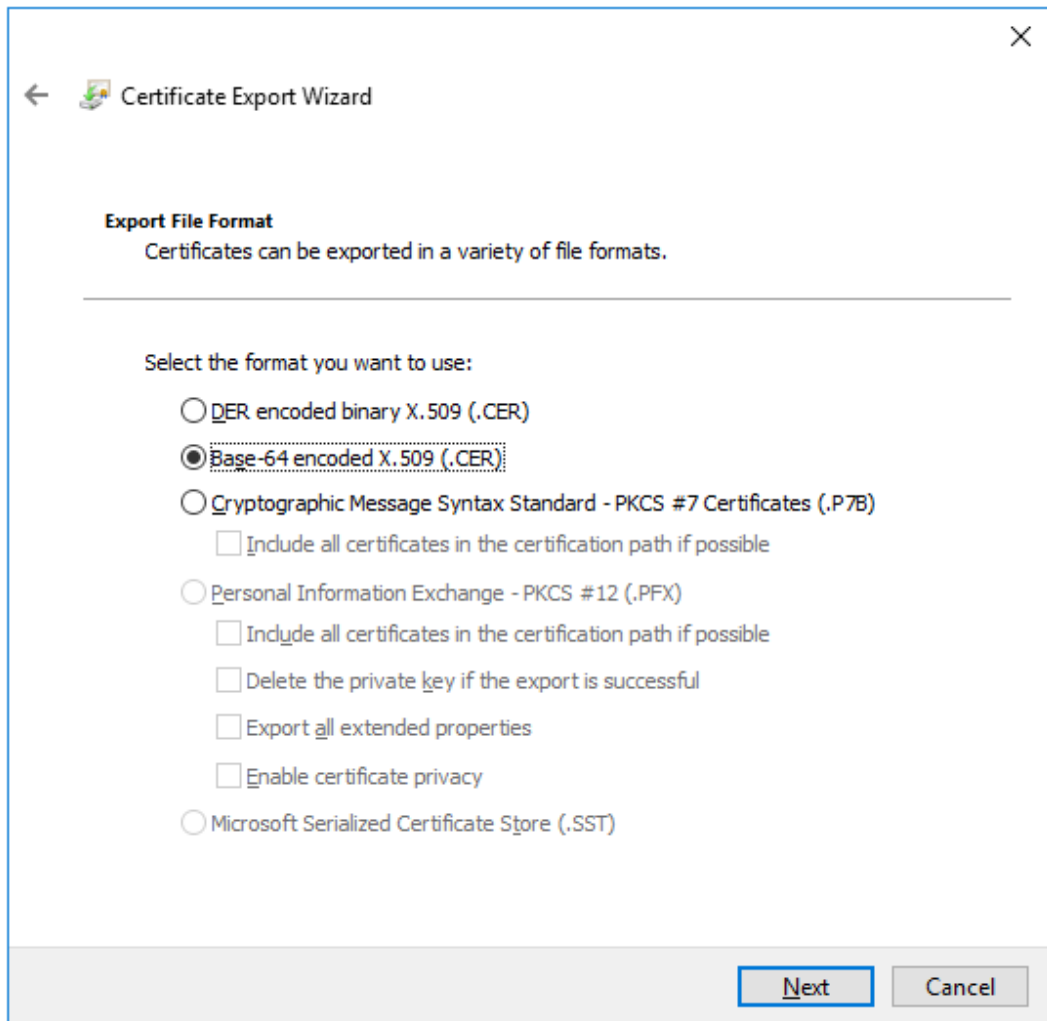 Certificate Export Wizard
Export File Format
Certificates can be exported in a variety of file formats.
Select the format you want to use:
DER encoded binary X.509 (.CER)
Base-64 encoded X.509 (.CER)
Cryptographic Message Syntax Standard - PKCS #7 Certificates (.P7B)
Include all certificates in the certification path if possible
Personal Information Exchange - PKCS #12 (.PFX)
Include all certificates in the certification path if possible
Delete the private key if the export is successful
Export all extended properties
Enable certificate privacy
Microsoft Serialized Certificate Store (.SST)
Next Cancel